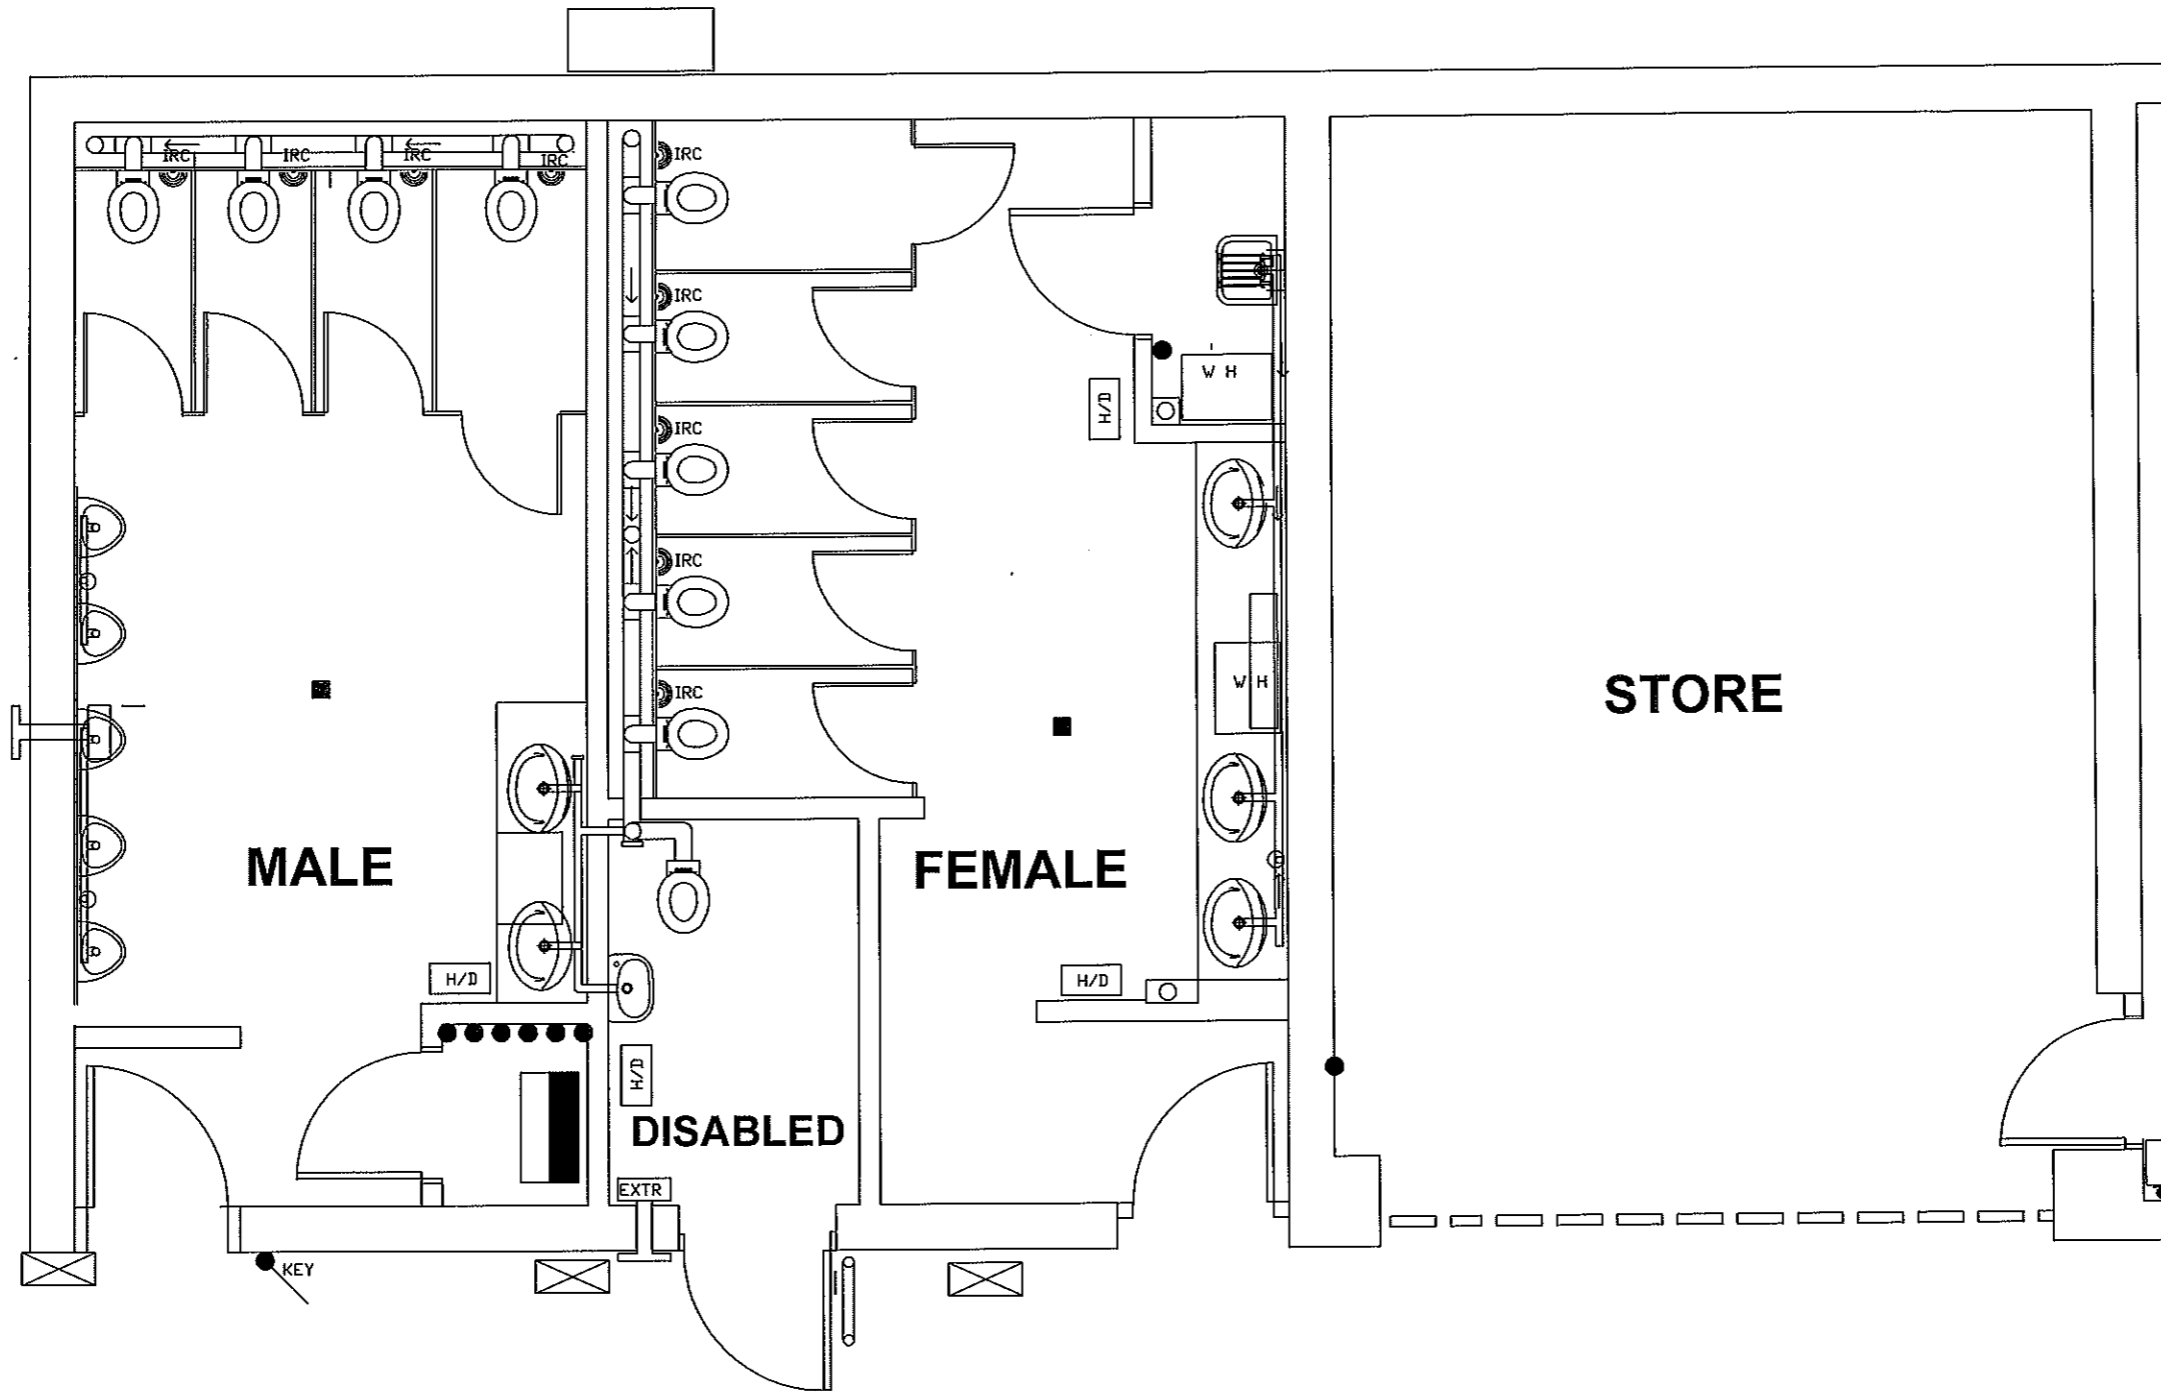 IRC
IRC
IRC
IRC
IRC
IRC
IRC
IRC
IRC
W H
H/D
W H
STORE
MALE
FEMALE
H/D
H/D
H/D
DISABLED
EXTR
KEY